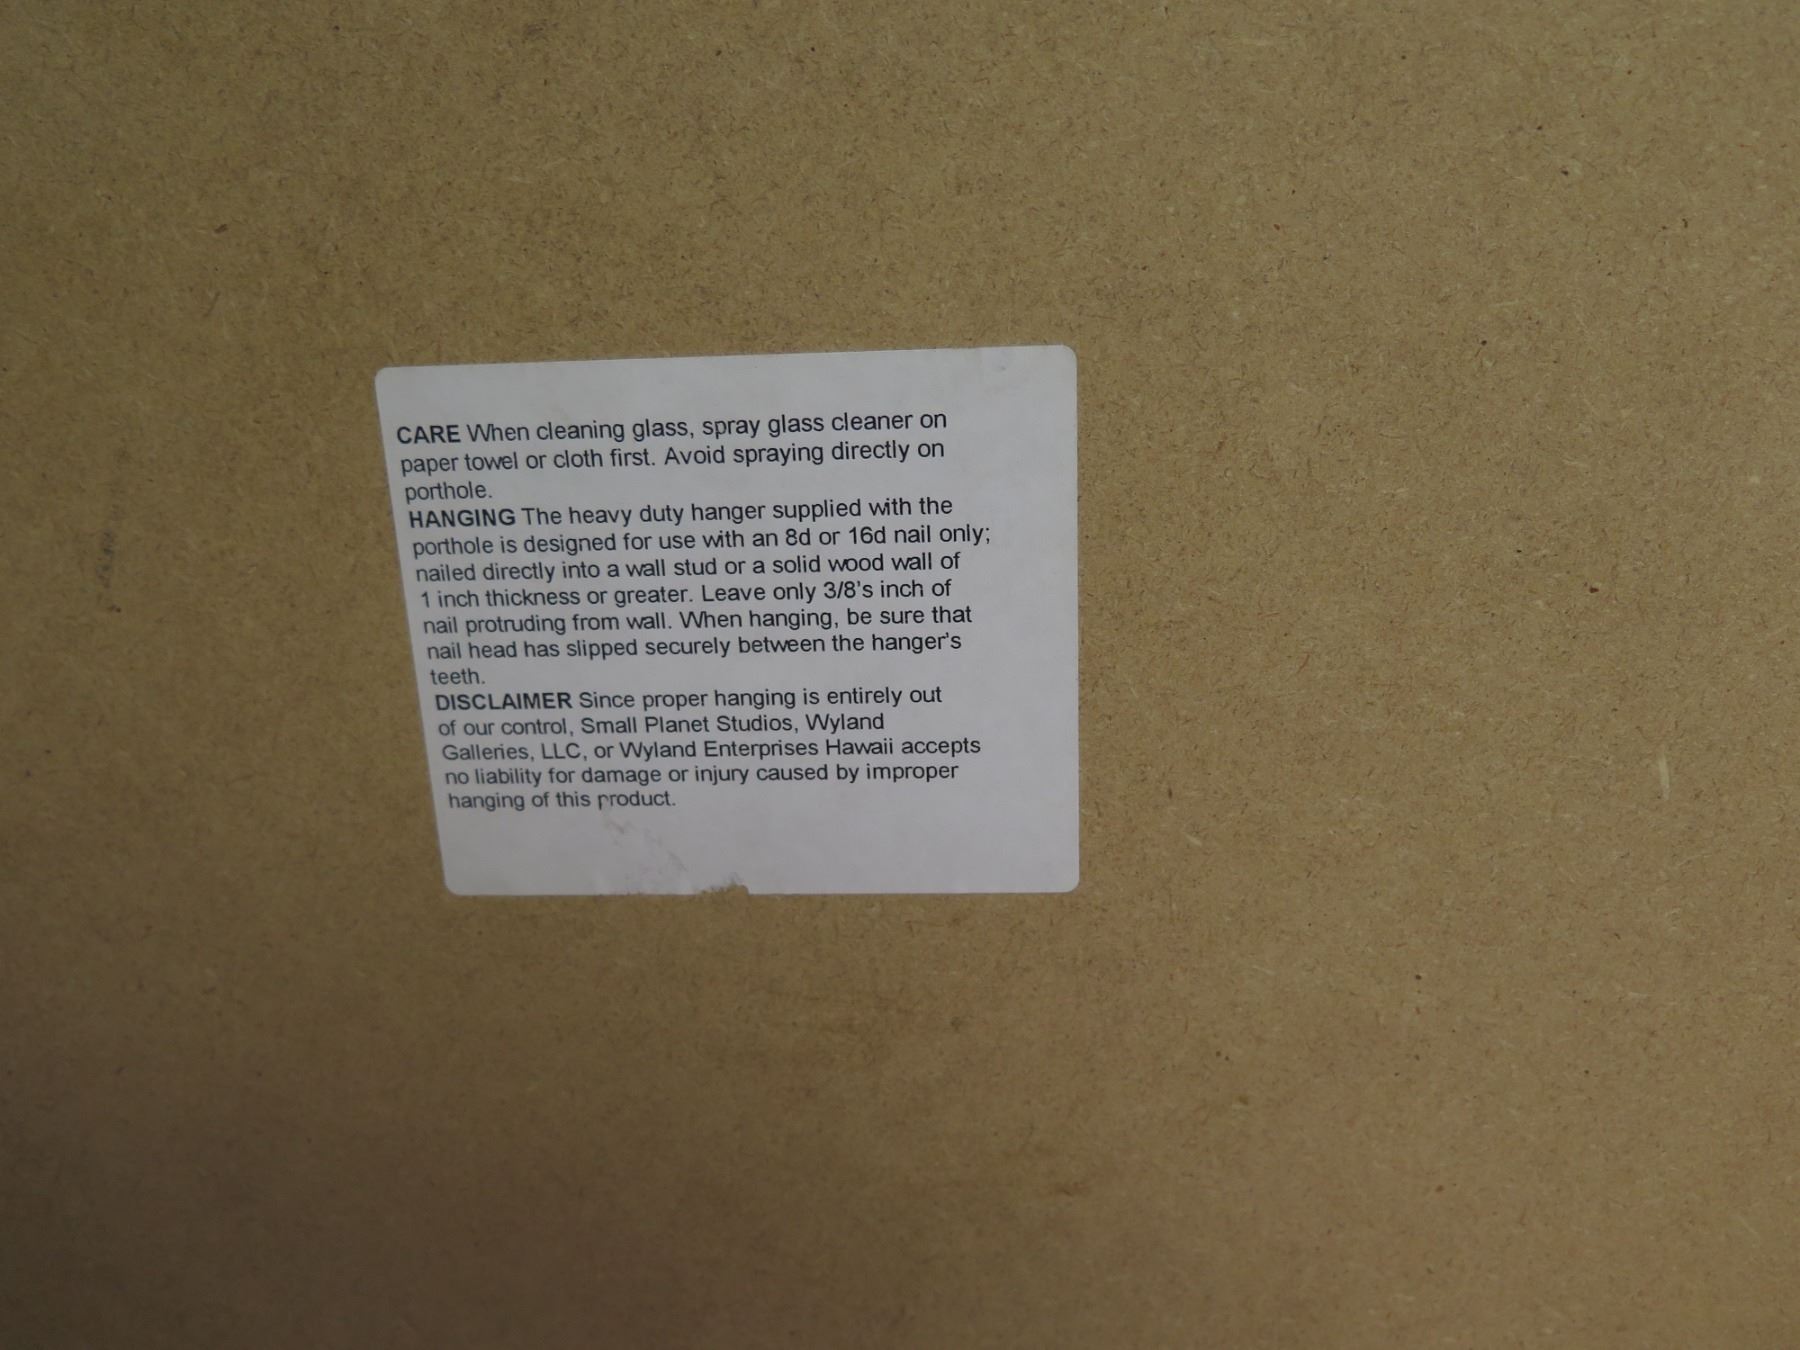 CARE When cleaning glass, spray glass cleaner on
paper towel or cloth first. Avoid spraying directly on
porthole.
HANGING The heavy duty hanger supplied with the
porthole is designed for use with an 8d or 16d nail only;
nailed directly into a wall stud or a solid wood wall of
1 inch thickness or greater. Leave only 3/8's inch of
nail protruding from wall. When hanging, be sure that
nail head has slipped securely between the hanger's
teeth.
DISCLAIMER Since proper hanging is entirely out
of our control, Small Planet Studios, Wyland
Galleries, LLC, or Wyland Enterprises Hawaii accepts
no liability for damage or injury caused by improper
hanging of this product.